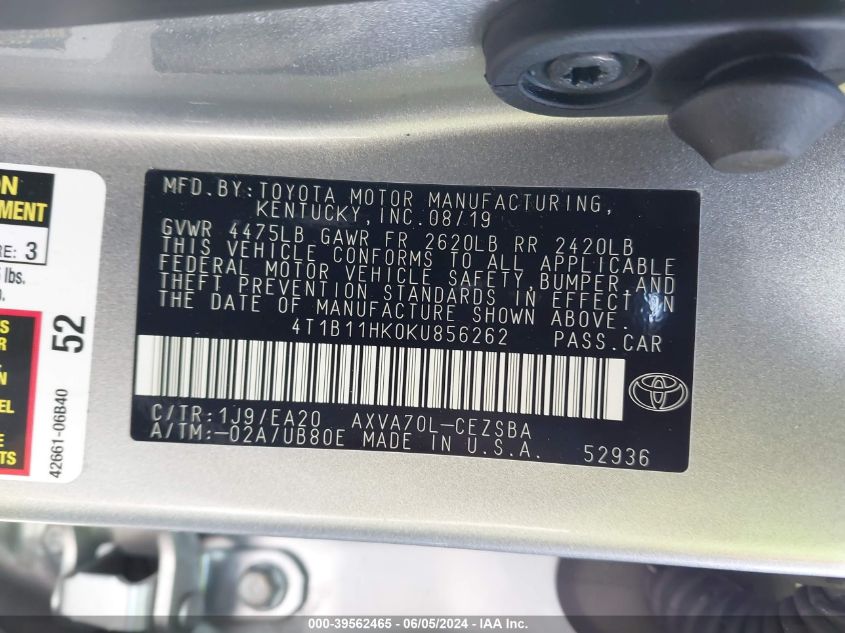 ON
MENT
RE: 3
lbs.
52
42661-06B40
MFD.BY:TOYOTA MOTOR MANUFACTURING,
KENTUCKY,INC.08/19
GVWR 4475LB GAWR FR 2620LB RR 2420LB
THIS VEHICLE CONFORMS TO ALL APPLICABLE
FEDERAL MOTOR VEHICLE SAFETY,BUMPER,AND
THEFT PREVENTION STANDARDS IN EFFECT ON
THE DATE OF MANUFACTURE SHOWN ABOVE.
4T1B11HK0KU856262 PASS.CAR
C/TR:1J9/EA20 AXVA70L-CEZSBA
A/TM:-02A/UB80E MADE IN U.S.A. 52936
000-39562465 - 06/05/2024 - IAA Inc.